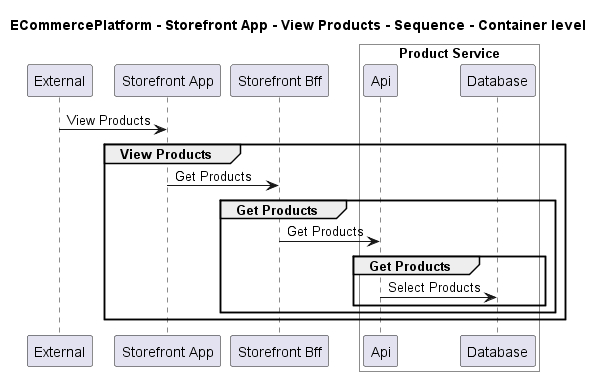 ECommercePlatform - Storefront App - View Products - Sequence - Container level
Product Service
External Storefront App Storefront Bff Api Database
View Products
View Products
Get Products
Get Products
Get Products
Get Products
Select Products
External Storefront App Storefront Bff Api Database